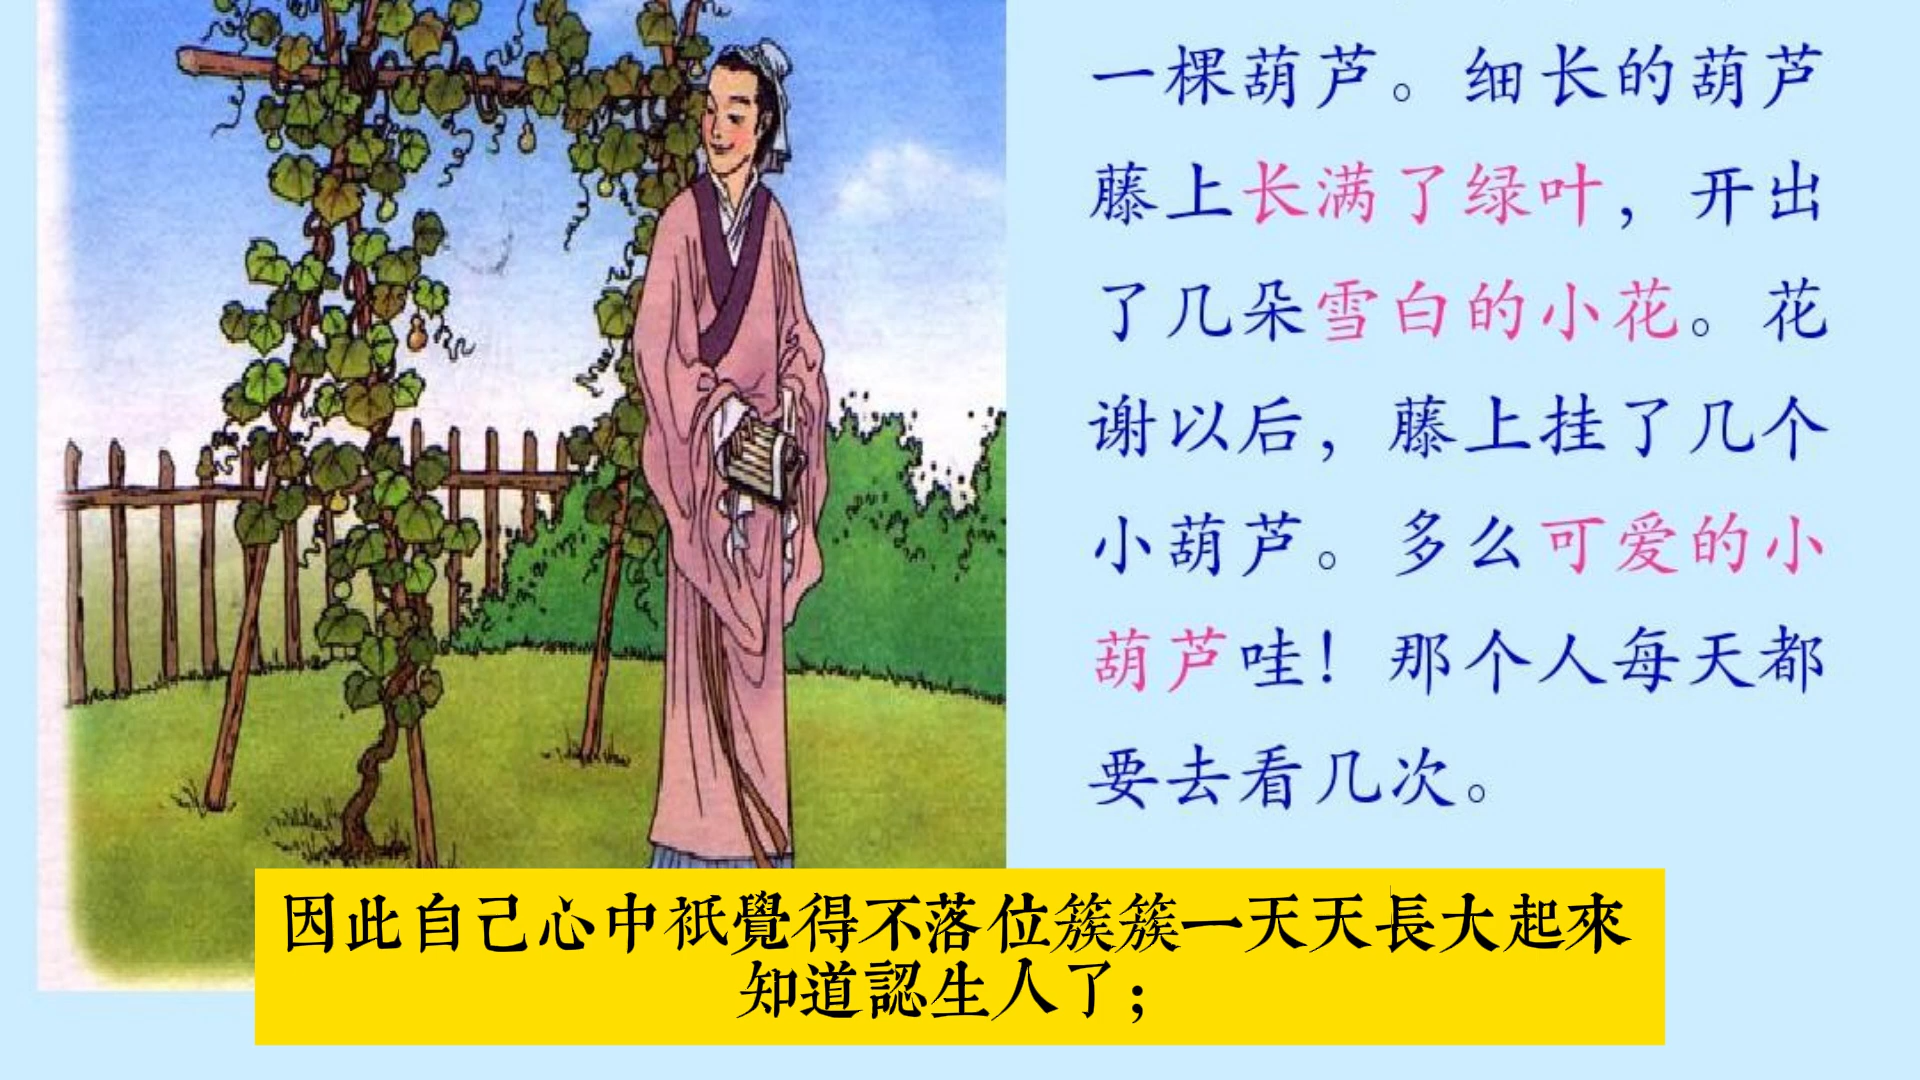 一棵葫芦。细长的葫芦
藤上长满了绿叶，开出
了几朵雪白的小花。花
谢以后，藤上挂了几个
小葫芦。多么可爱的小
葫芦哇！那个人每天都
要去看几次。
因此自己心中祇覺得不落位簇簇一天天長大起來
知道認生人了；